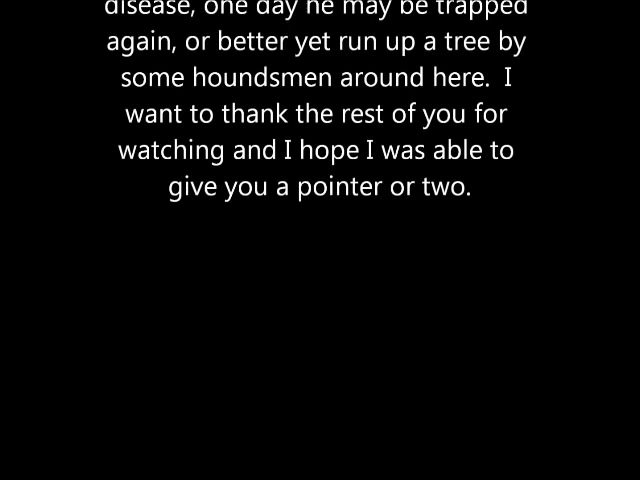 disease, one day he may be trapped
again, or better yet run up a tree by
some houndsmen around here.  I
want to thank the rest of you for
watching and I hope I was able to
give you a pointer or two.